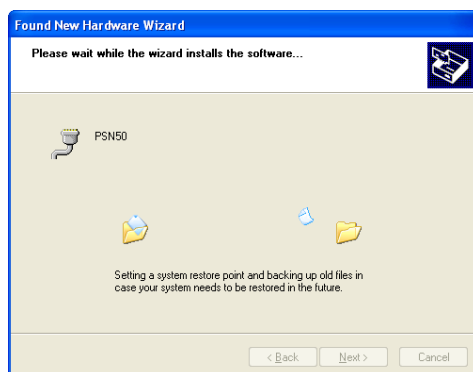 Found New Hardware Wizard
Please wait while the wizard installs the software...
PSN50
Setting a system restore point and backing up old files in
case your system needs to be restored in the future.
< Back Next > Cancel